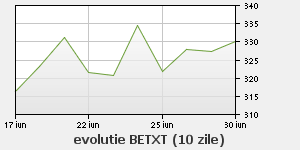 340
335
330
325
320
315
310
17 iun
22 iun
25 iun
30 iun
evolutie BETXT (10 zile)